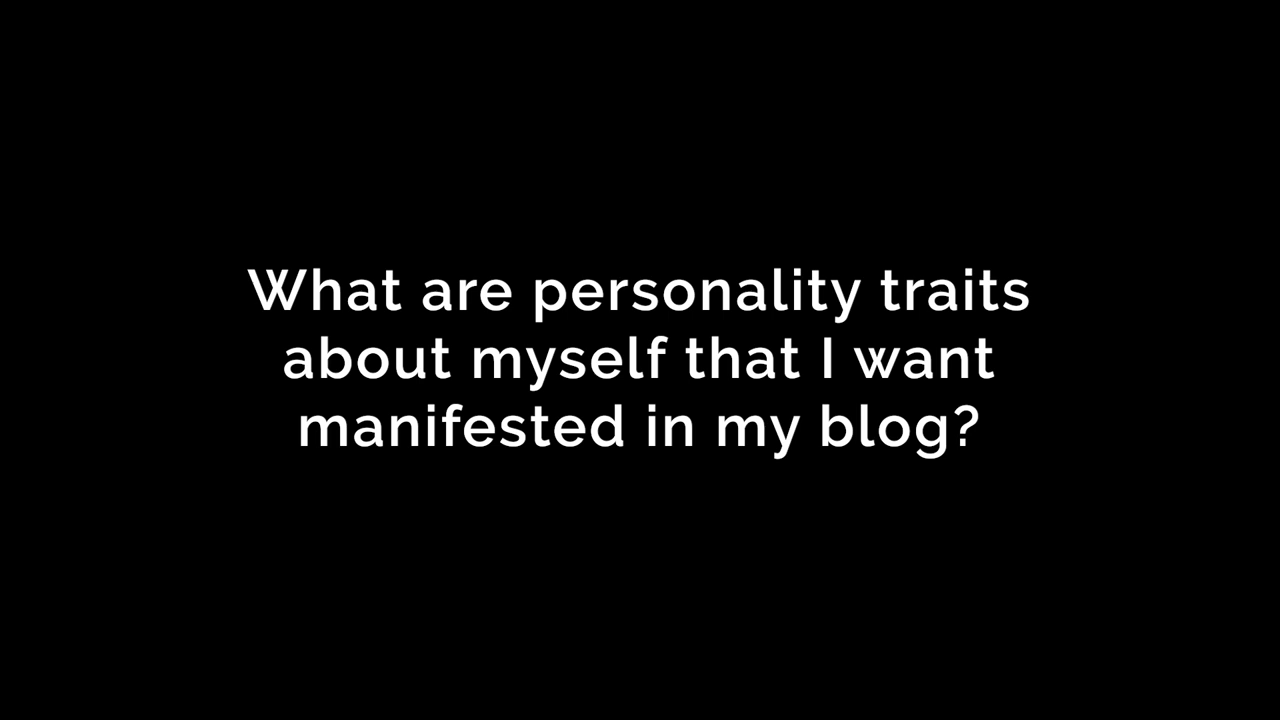 What are personality traits
about myself that I want
manifested in my blog?